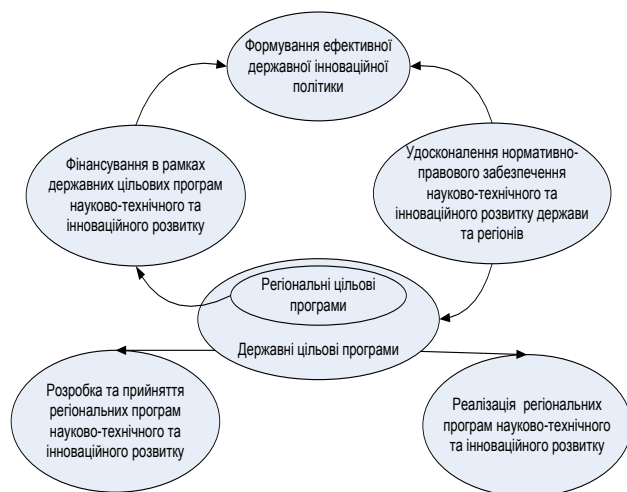 Формування ефективної
державної інноваційної
політики
Фінансування в рамках
державних цільових програм
науково-технічного та
інноваційного розвитку
Удосконалення нормативно-
правового забезпечення
науково-технічного та
інноваційного розвитку держави
та регіонів
Регіональні цільові
програми
Державні цільові програми
Розробка та прийняття
регіональних програм
науково-технічного та
інноваційного розвитку
Реалізація регіональних
програм науково-технічного
та інноваційного розвитку